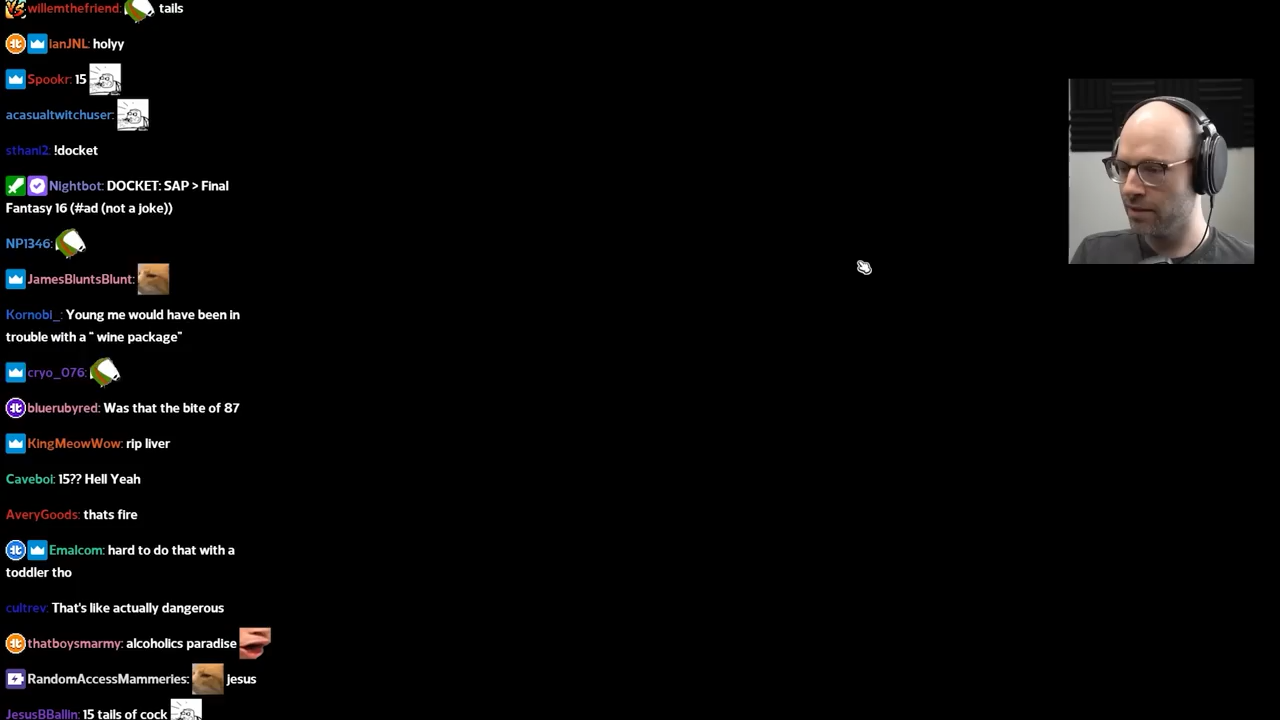 willemthefriend: tails
IanJNL: holyy
Spookr: 15
acasualtwitchuser:
sthani2: !docket
Nightbot: DOCKET: SAP > Final
Fantasy 16 (#ad (not a joke))
NP1346:
JamesBluntsBlunt:
Kornobi_: Young me would have been in
trouble with a " wine package"
cryo_076:
bluerubyred: Was that the bite of 87
KingMeowWow: rip liver
Caveboi: 15?? Hell Yeah
AveryGoods: thats fire
Emalcom: hard to do that with a
toddler tho
cultrev: That's like actually dangerous
thatboysmarmy: alcoholics paradise
RandomAccessMammeries: jesus
JesusBBallin: 15 tails of cock